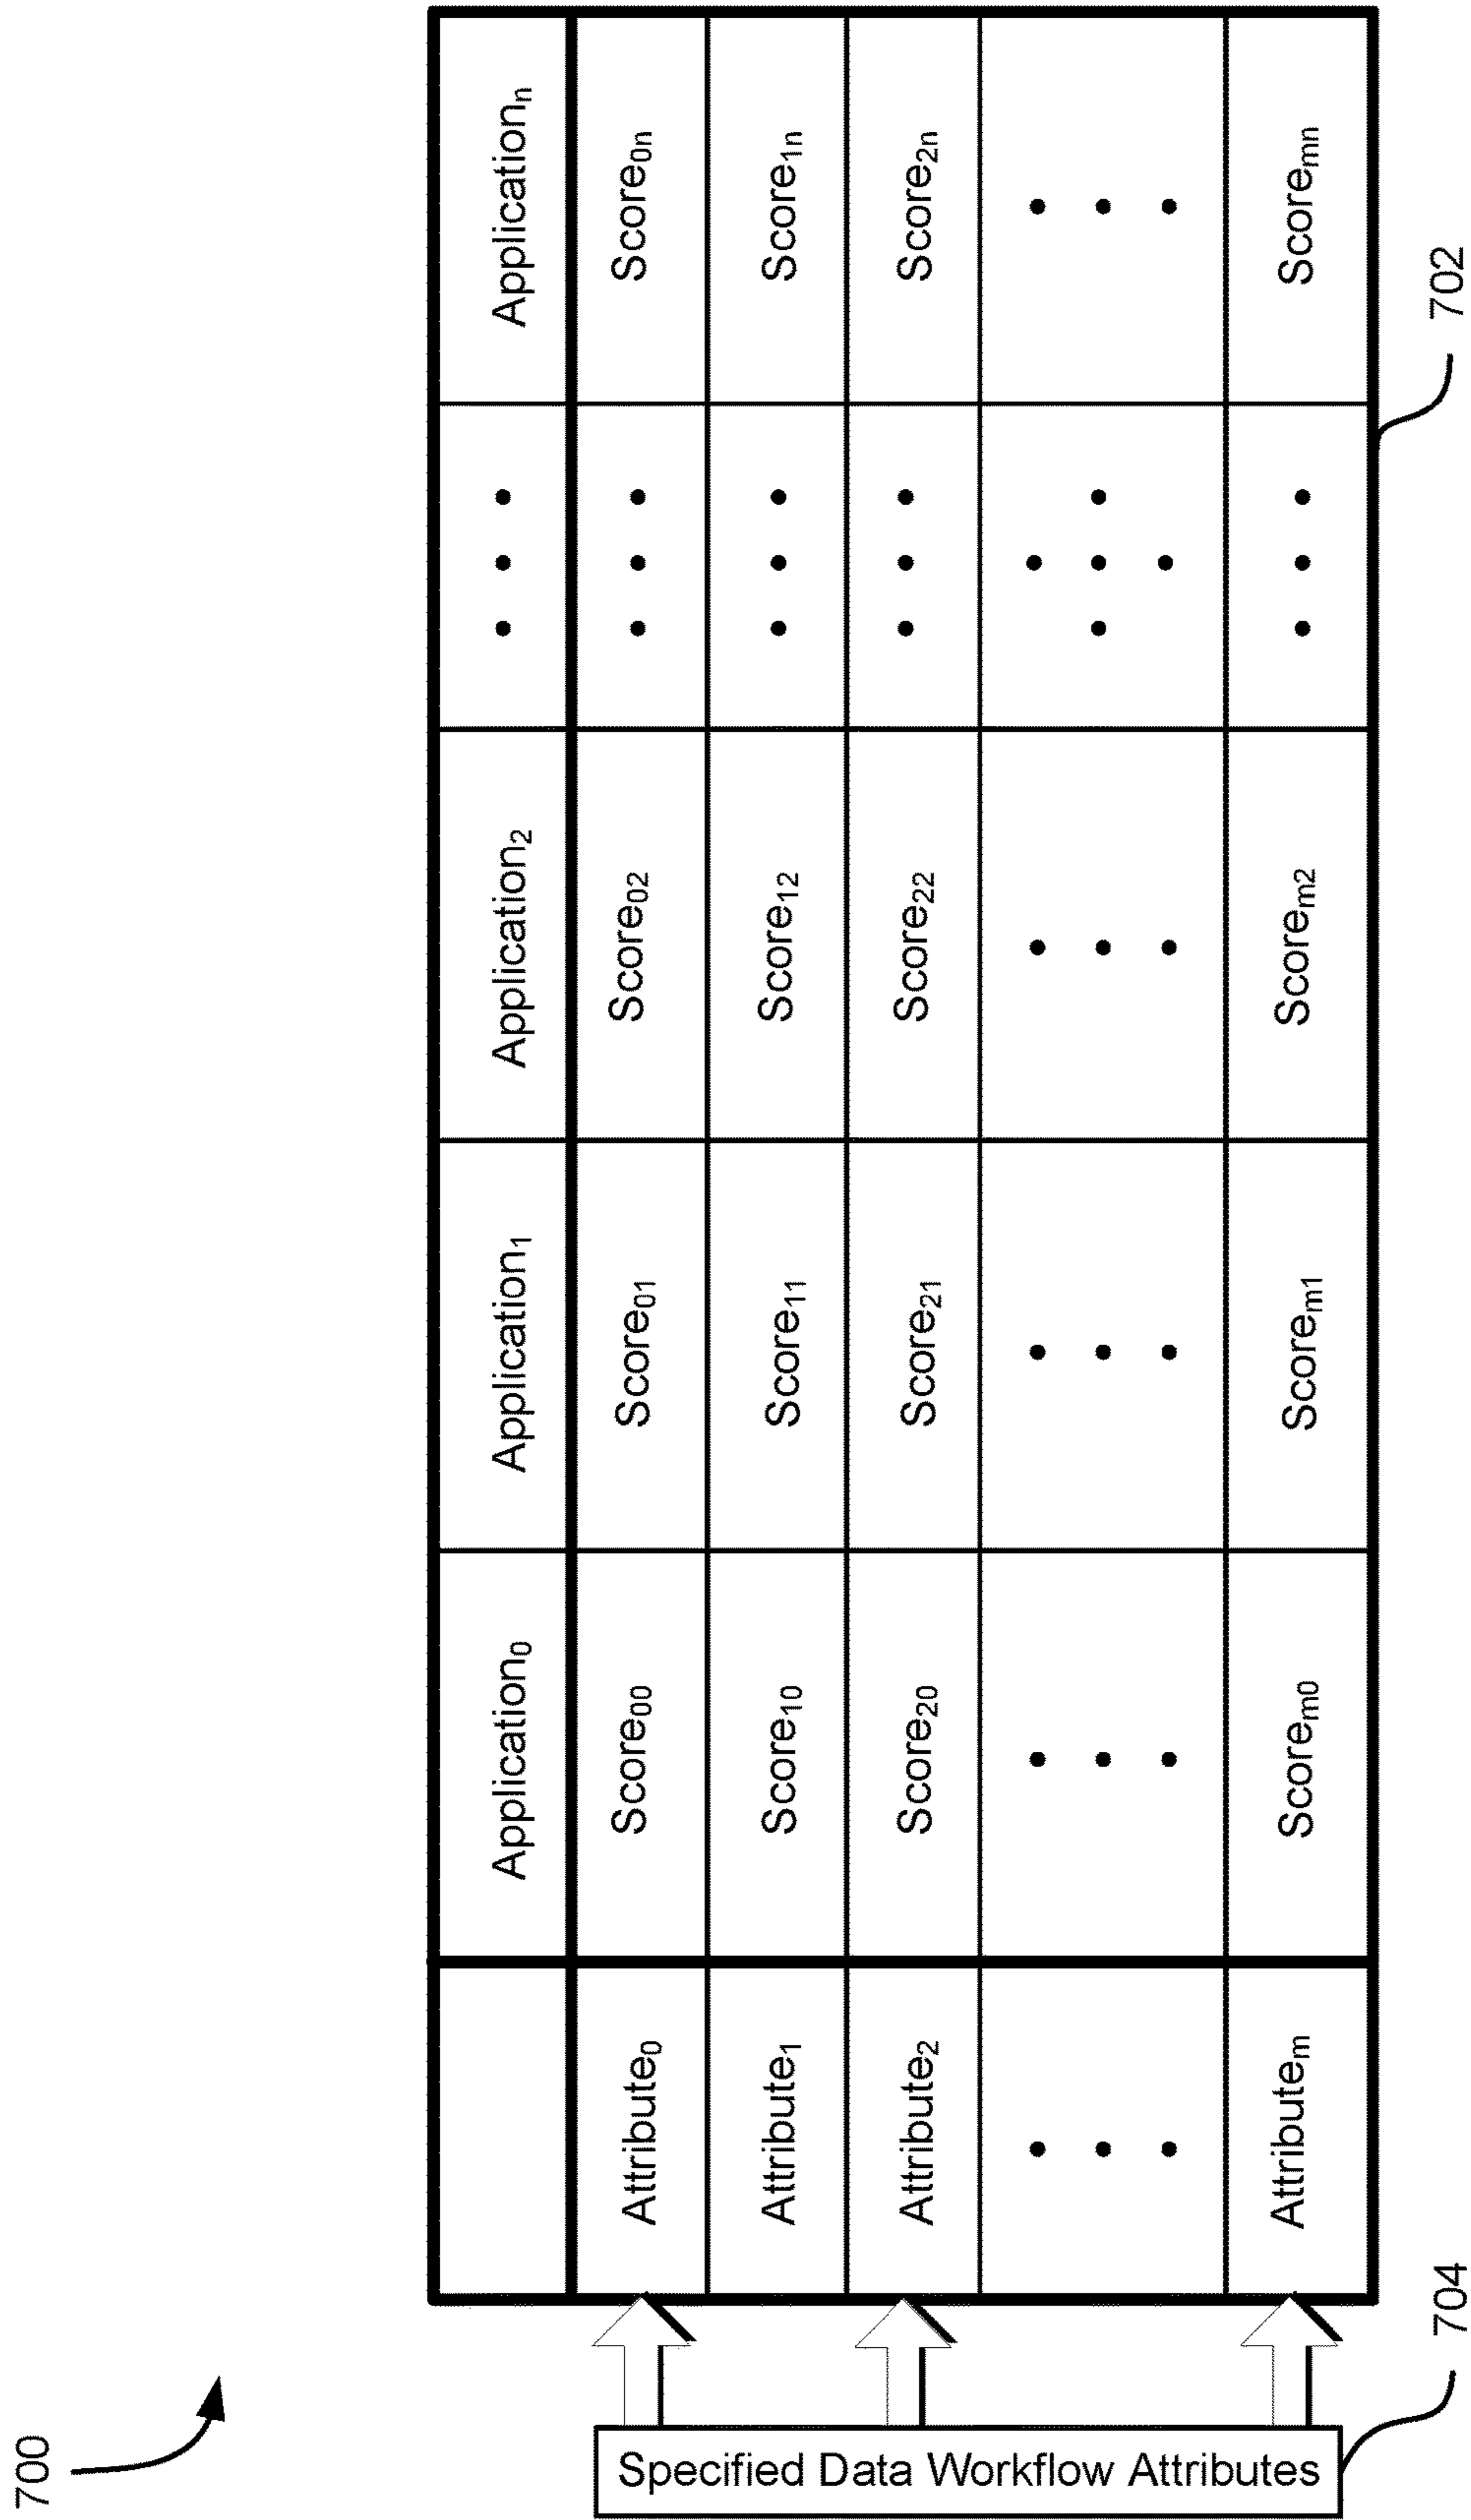 700
Application₀ Application₁ Application₂ • • • Applicationₙ
Attribute₀ Score₀₀ Score₀₁ Score₀₂ • • • Score₀ₙ
Attribute₁ Score₁₀ Score₁₁ Score₁₂ • • • Score₁ₙ
Attribute₂ Score₂₀ Score₂₁ Score₂₂ • • • Score₂ₙ
Attributeₘ Scoreₘ₀ Scoreₘ₁ Scoreₘ₂ • • • Scoreₘₙ
Specified Data Workflow Attributes
704
702